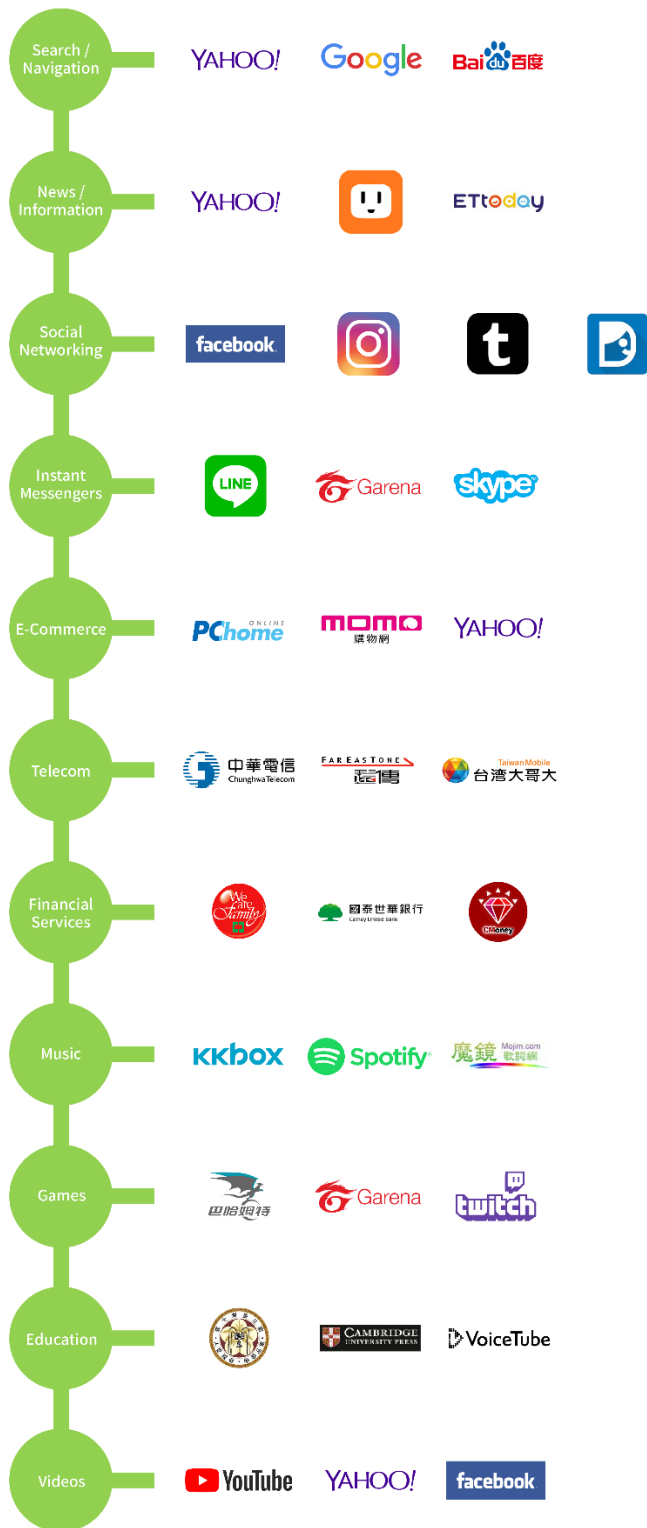 Search /
Navigation
YAHOO!
Google
Bai du 百度
News /
Information
YAHOO!
ETtoday
Social
Networking
facebook
t
D
Instant
Messengers
LINE
Garena
skype
E-Commerce
PChome
ONLINE
momo
購物網
YAHOO!
Telecom
中華電信
Chunghwa Telecom
FAREASTONE
遠傳
Taiwan Mobile
台湾大哥大
Financial
Services
We
are
Family
國泰世華銀行
Cathay United Bank
CMoney
Music
KKBOX
Spotify
魔鏡
Mojim.com
歌詞網
Games
巴哈姆特
Garena
twitch
Education
CAMBRIDGE
UNIVERSITY PRESS
VoiceTube
Videos
YouTube
YAHOO!
facebook